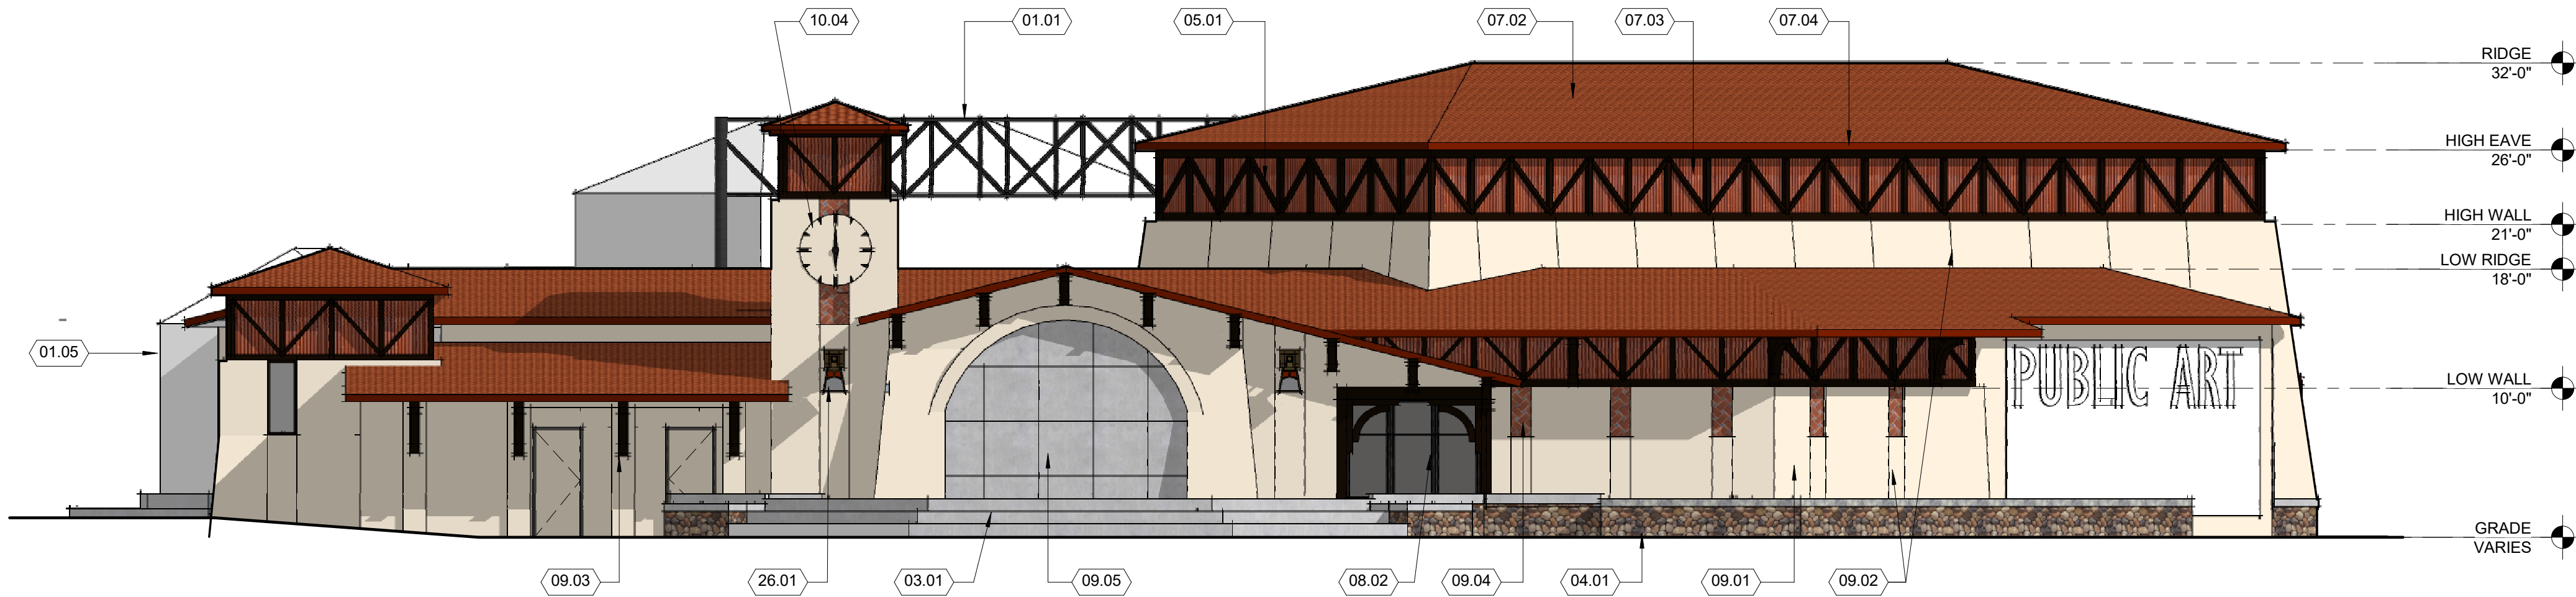 10.04
01.01
05.01
07.02
07.03
07.04
RIDGE
32'-0"
HIGH EAVE
26'-0"
HIGH WALL
21'-0"
LOW RIDGE
18'-0"
01.05
PUBLIC ART
LOW WALL
10'-0"
GRADE
VARIES
09.03
26.01
03.01
09.05
08.02
09.04
04.01
09.01
09.02